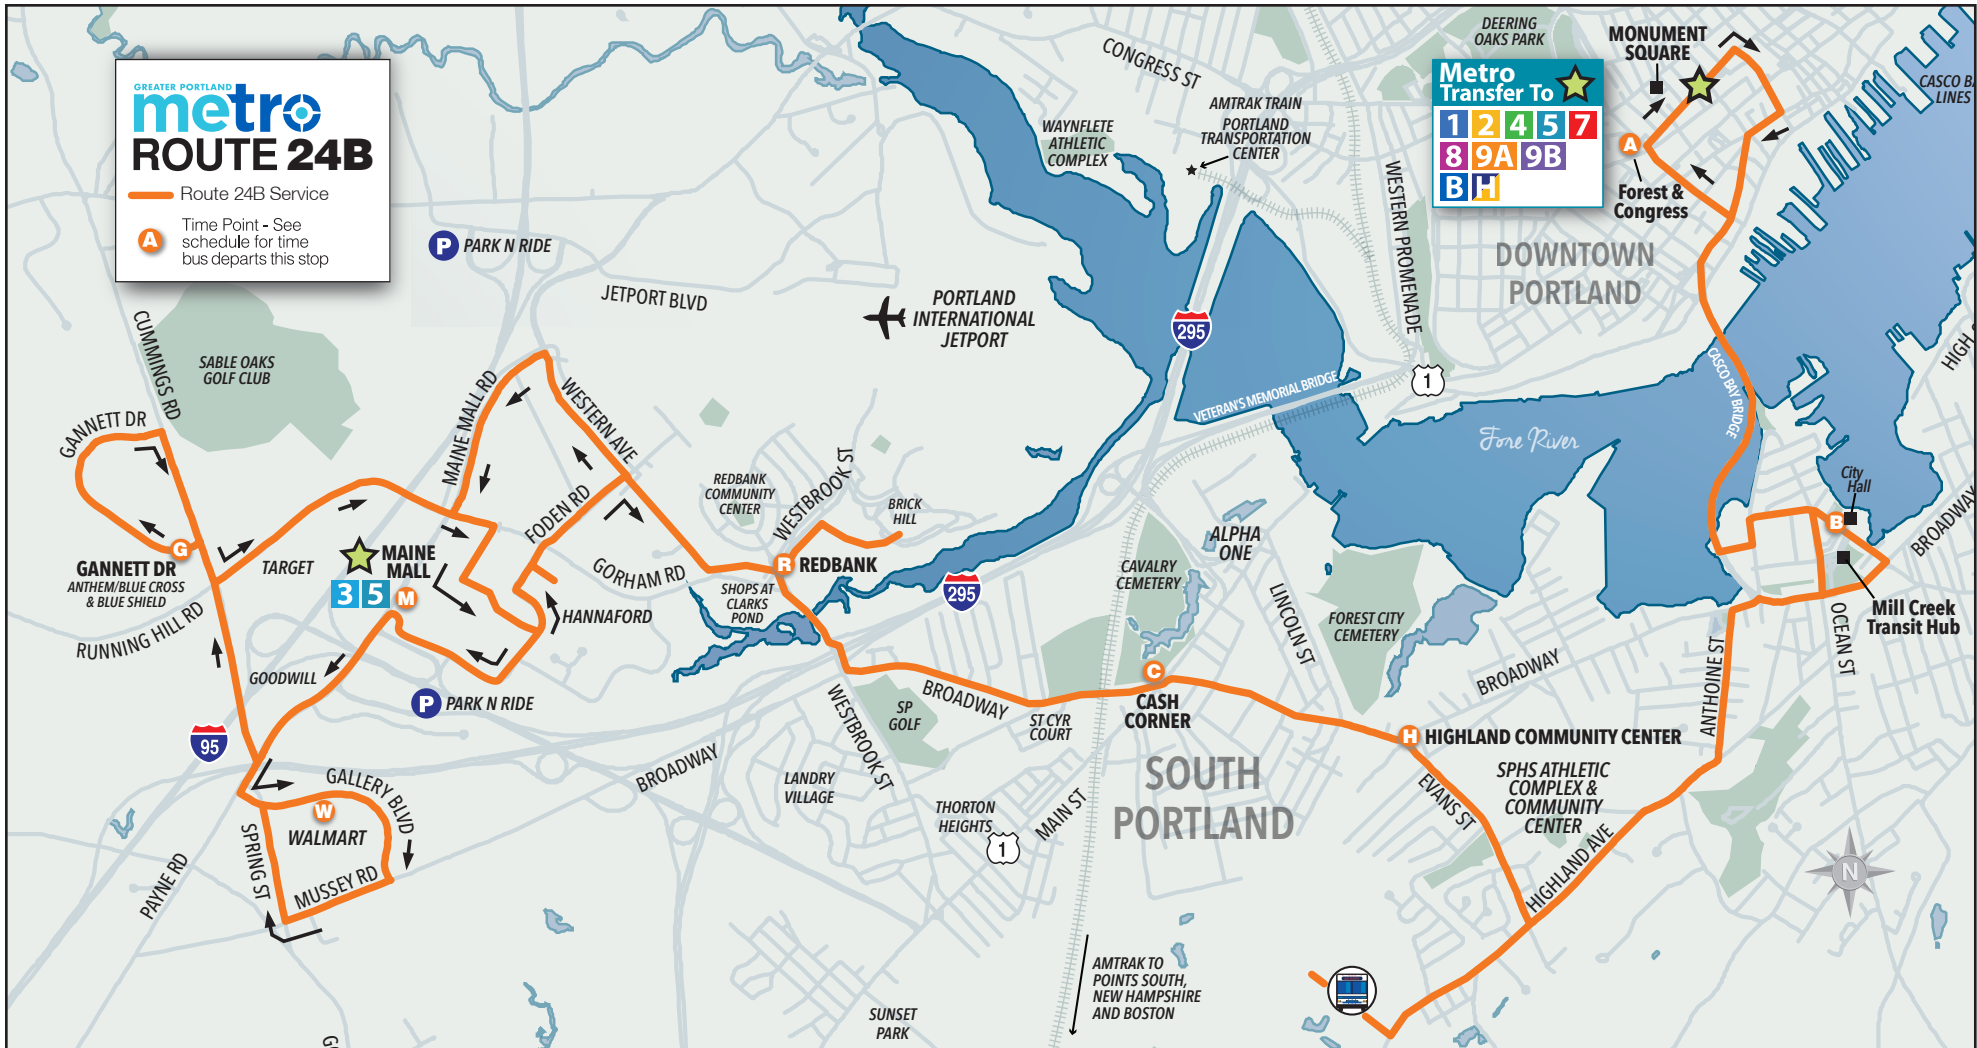 GREATER PORTLAND
metro
ROUTE 24B
Route 24B Service
A
Time Point - See
schedule for time
bus departs this stop
P PARK N RIDE
JETPORT BLVD
CUMMINGS RD
SABLE OAKS
GOLF CLUB
GANNETT DR
MAINE MALL RD
WESTERN AVE
FODEN RD
G
GANNETT DR
ANTHEM/BLUE CROSS
& BLUE SHIELD
TARGET
MAINE
MALL
3 5 M
RUNNING HILL RD
GORHAM RD
HANNAFORD
GOODWILL
P PARK N RIDE
95
GALLERY BLVD
W
WALMART
SPRING ST
MUSSEY RD
PAYNE RD
BROADWAY
REDBANK
COMMUNITY
CENTER
WESTBROOK ST
BRICK
HILL
R REDBANK
SHOPS AT
CLARKS
POND
PORTLAND
INTERNATIONAL
JETPORT
295
WAYNFLETE
ATHLETIC
COMPLEX
CONGRESS ST
AMTRAK TRAIN
PORTLAND
TRANSPORTATION
CENTER
295
VETERAN'S MEMORIAL BRIDGE
WESTERN PROMENADE
1
DEERING
OAKS PARK
Metro
Transfer To
1 2 4 5 7
8 9A 9B
B H
MONUMENT
SQUARE
A
Forest &
Congress
DOWNTOWN
PORTLAND
CASCO BA
LINES
CASCO BAY BRIDGE
Fore River
HIGH
City
Hall
B
BROADWAY
Mill Creek
Transit Hub
OCEAN ST
ANTHOINE ST
BROADWAY
ALPHA
ONE
CAVALRY
CEMETERY
LINCOLN ST
FOREST CITY
CEMETERY
C
CASH
CORNER
BROADWAY
ST CYR
COURT
SP
GOLF
WESTBROOK ST
LANDRY
VILLAGE
THORTON
HEIGHTS
1
MAIN ST
SOUTH
PORTLAND
H HIGHLAND COMMUNITY CENTER
SPHS ATHLETIC
COMPLEX &
COMMUNITY
CENTER
EVANS ST
HIGHLAND AVE
N
AMTRAK TO
POINTS SOUTH,
NEW HAMPSHIRE
AND BOSTON
SUNSET
PARK